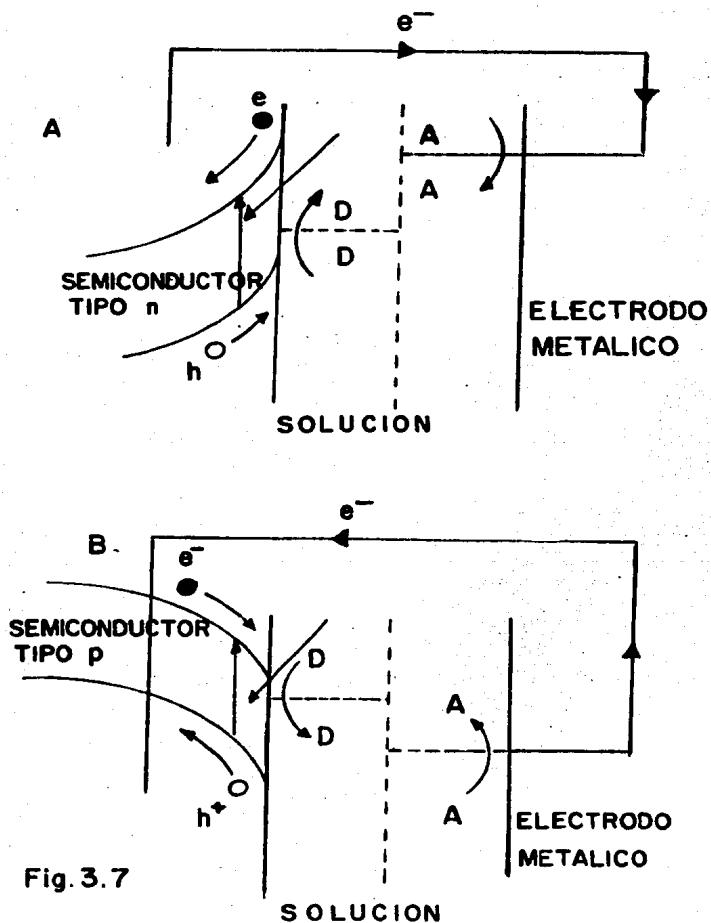 e−
A
e
A
A
D
D
SEMICONDUCTOR
TIPO n
h
ELECTRODO
METALICO
SOLUCION
e−
B.
e−
SEMICONDUCTOR
TIPO p
D
D
A
A
h+
ELECTRODO
METALICO
Fig. 3.7
SOLUCION